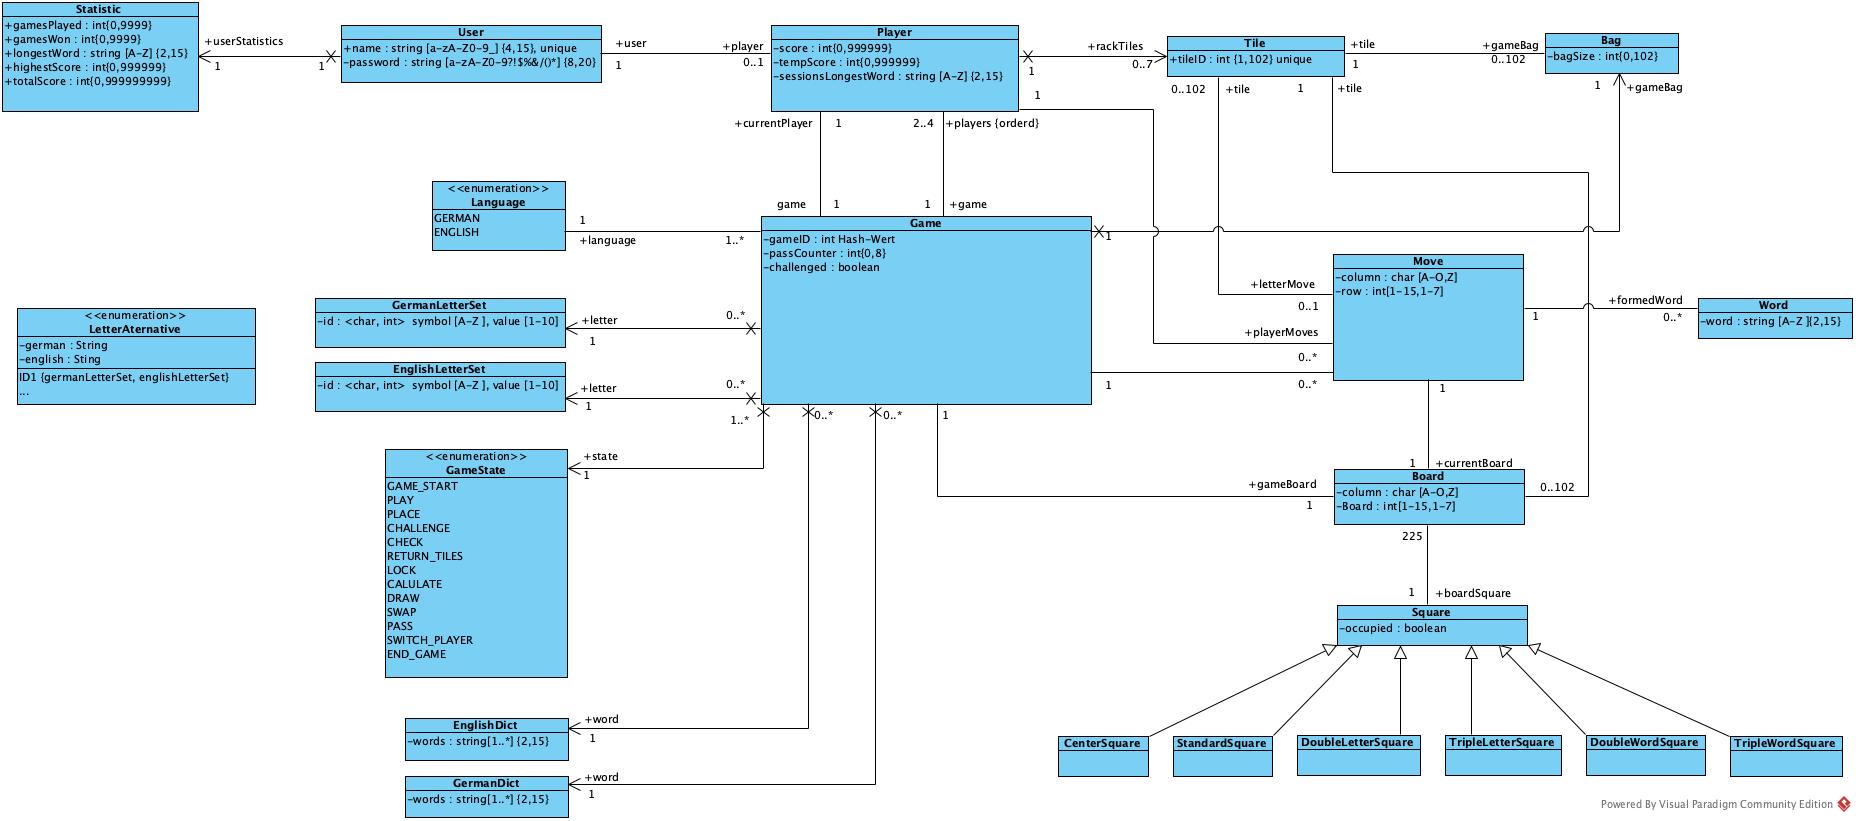 Statistic
+gamesPlayed : int{0,9999}
+gamesWon : int{0,9999}
+longestWord : string [A-Z] {2,15}
+highestScore : int{0,999999}
+totalScore : int{0,999999999}
+userStatistics
1
1
User
+name : string [a-zA-Z0-9_] {4,15}, unique
-password : string [a-zA-Z0-9?!$%&/()*] {8,20}
+user
1
+player
0..1
Player
-score : int{0,999999}
-tempScore : int{0,999999}
-sessionsLongestWord : string [A-Z] {2,15}
1
+rackTiles
0..7
1
Tile
+tileID : int {1,102} unique
+tile
1
+gameBag
0..102
Bag
-bagSize : int{0,102}
1
+gameBag
0..102
+tile
1
+tile
+currentPlayer
1
2..4
+players {orderd}
game
1
1
+game
<<enumeration>>
Language
GERMAN
ENGLISH
1
+language
1..*
Game
-gameID : int Hash-Wert
-passCounter : int{0,8}
-challenged : boolean
1
Move
-column : char [A-O,Z]
-row : int[1-15,1-7]
+letterMove
0..1
+playerMoves
0..*
1
0..*
1
+formedWord
0..*
Word
-word : string [A-Z ]{2,15}
<<enumeration>>
LetterAternative
-german : String
-english : Sting
ID1 {germanLetterSet, englishLetterSet}
...
GermanLetterSet
-id : <char, int>  symbol [A-Z ], value [1-10]
+letter
1
0..*
EnglishLetterSet
-id : <char, int>  symbol [A-Z ], value [1-10]
+letter
1
0..*
1..*
0..*
0..*
1
1
<<enumeration>>
GameState
GAME_START
PLAY
PLACE
CHALLENGE
CHECK
RETURN_TILES
LOCK
CALULATE
DRAW
SWAP
PASS
SWITCH_PLAYER
END_GAME
+state
1
+gameBoard
1
1
+currentBoard
Board
-column : char [A-O,Z]
-Board : int[1-15,1-7]
0..102
225
1
+boardSquare
Square
-occupied : boolean
EnglishDict
-words : string[1..*] {2,15}
+word
1
GermanDict
-words : string[1..*] {2,15}
+word
1
CenterSquare
StandardSquare
DoubleLetterSquare
TripleLetterSquare
DoubleWordSquare
TripleWordSquare
Powered By Visual Paradigm Community Edition